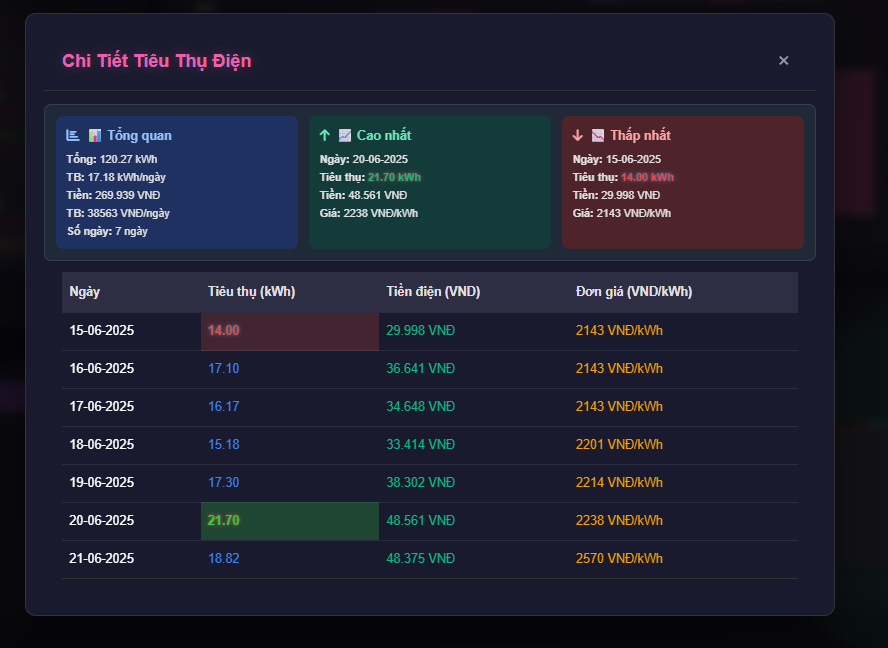 Chi Tiết Tiêu Thụ Điện
×
Tổng quan
Tổng: 120.27 kWh
TB: 17.18 kWh/ngày
Tiền: 269.939 VNĐ
TB: 38563 VNĐ/ngày
Số ngày: 7 ngày
Cao nhất
Ngày: 20-06-2025
Tiêu thụ: 21.70 kWh
Tiền: 48.561 VNĐ
Giá: 2238 VNĐ/kWh
Thấp nhất
Ngày: 15-06-2025
Tiêu thụ: 14.00 kWh
Tiền: 29.998 VNĐ
Giá: 2143 VNĐ/kWh
Ngày Tiêu thụ (kWh) Tiền điện (VND) Đơn giá (VND/kWh)
15-06-2025 14.00 29.998 VNĐ 2143 VNĐ/kWh
16-06-2025 17.10 36.641 VNĐ 2143 VNĐ/kWh
17-06-2025 16.17 34.648 VNĐ 2143 VNĐ/kWh
18-06-2025 15.18 33.414 VNĐ 2201 VNĐ/kWh
19-06-2025 17.30 38.302 VNĐ 2214 VNĐ/kWh
20-06-2025 21.70 48.561 VNĐ 2238 VNĐ/kWh
21-06-2025 18.82 48.375 VNĐ 2570 VNĐ/kWh